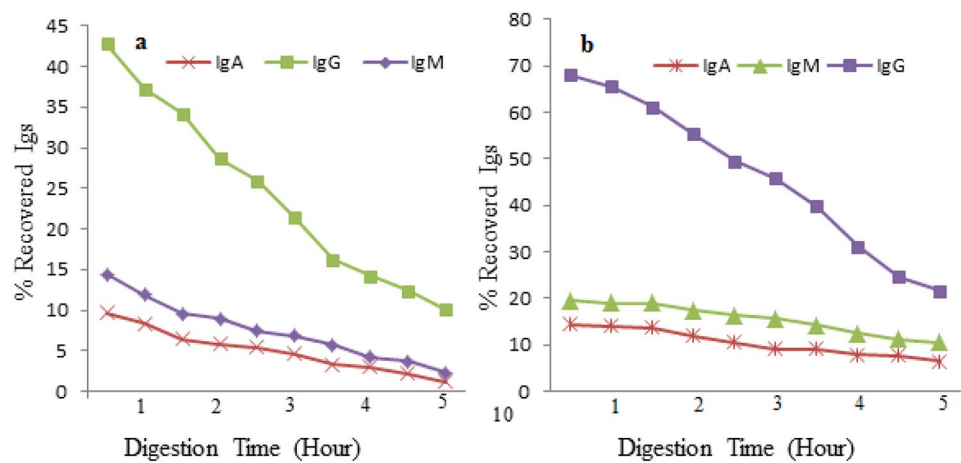 a
IgA IgG IgM
45
40
35
30
25
20
15
10
5
0
% Recovered Igs
1 2 3 4 5
Digestion Time (Hour)
b
IgA IgM IgG
80
70
60
50
40
30
20
10
0
% Recoverd Igs
10
1 2 3 4 5
Digestion Time (Hour)